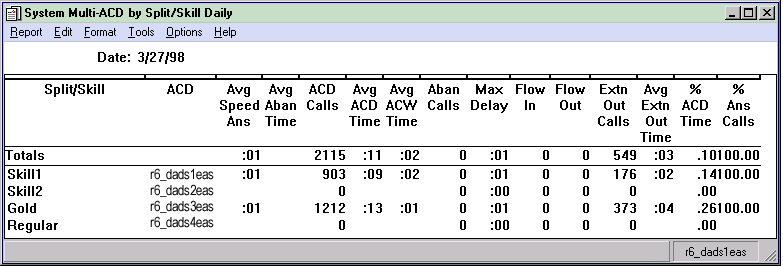 System Multi-ACD by Split/Skill Daily
Report Edit Format Tools Options Help
Date: 3/27/98
Split/Skill ACD Avg Avg ACD Avg Avg Aban Max Flow Flow Extn Avg % %
Speed Aban Calls ACD ACW Calls Delay In Out Out Extn ACD Ans
Ans Time Time Time Calls Out Time Calls
Time
Totals :01 2115 :11 :02 0 :01 0 0 549 :03 .10 100.00
Skill1 r6_dads1eas :01 903 :09 :02 0 :01 0 0 176 :02 .14 100.00
Skill2 r6_dads2eas 0 0 :00 0 0 0 .00
Gold r6_dads3eas :01 1212 :13 :01 0 :01 0 0 373 :04 .26 100.00
Regular r6_dads4eas 0 0 :00 0 0 0 .00
r6_dads1eas